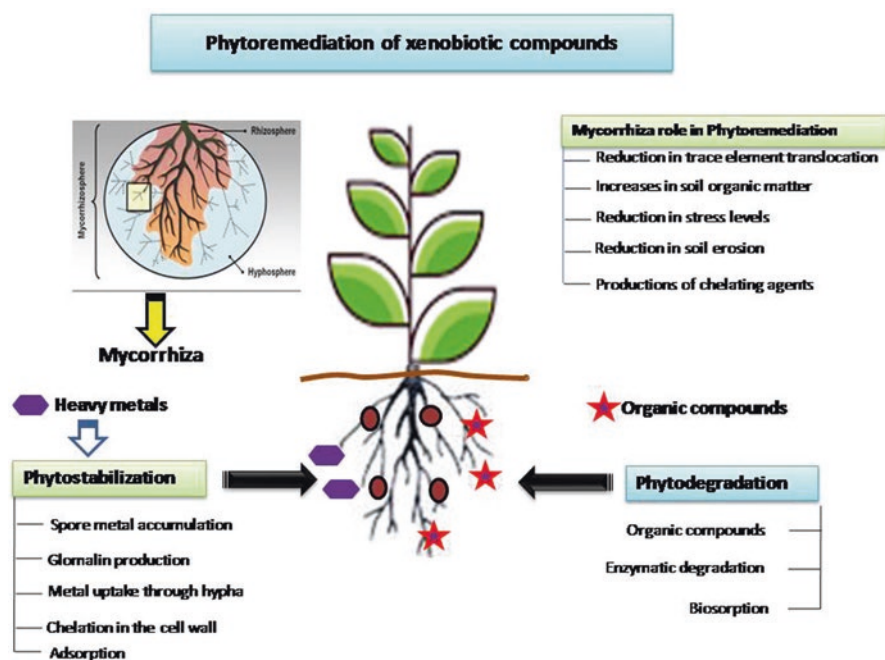 Phytoremediation of xenobiotic compounds
Rhizosphere
Mycorrhizosphere
Hyphosphere
Mycorrhiza
Mycorrhiza role in Phytoremediation
Reduction in trace element translocation
Increases in soil organic matter
Reduction in stress levels
Reduction in soil erosion
Productions of chelating agents
Heavy metals
Organic compounds
Phytostabilization
Spore metal accumulation
Glomalin production
Metal uptake through hypha
Chelation in the cell wall
Adsorption
Phytodegradation
Organic compounds
Enzymatic degradation
Biosorption